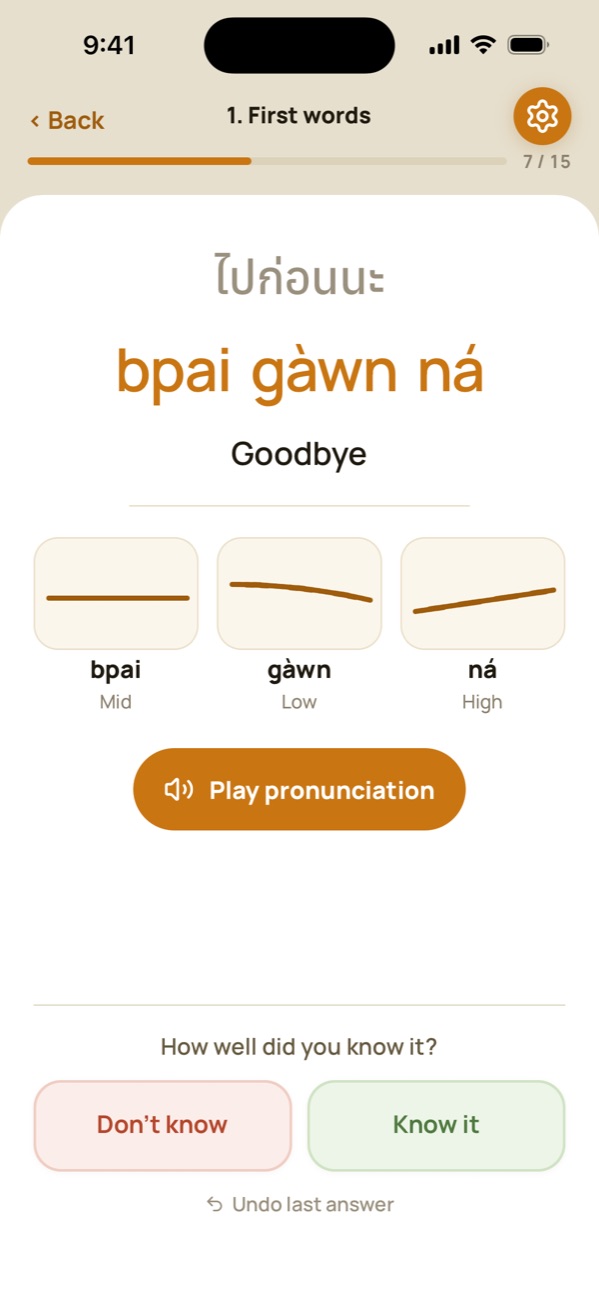 9:41
‹ Back
1. First words
7 / 15
ไปก่อนนะ
bpai gàwn ná
Goodbye
bpai gàwn ná
Mid Low High
Play pronunciation
How well did you know it?
Don't know Know it
Undo last answer